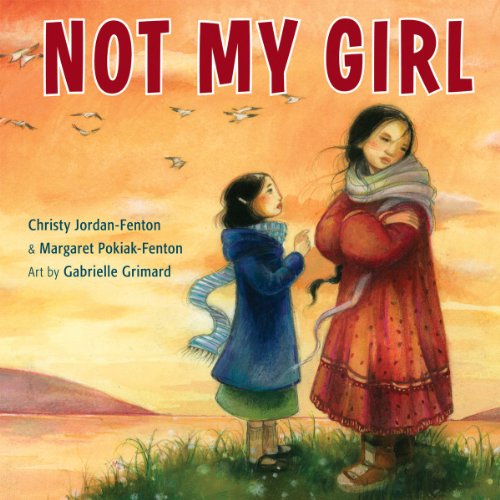 NOT MY GIRL
Christy Jordan-Fenton
& Margaret Pokiak-Fenton
Art by Gabrielle Grimard